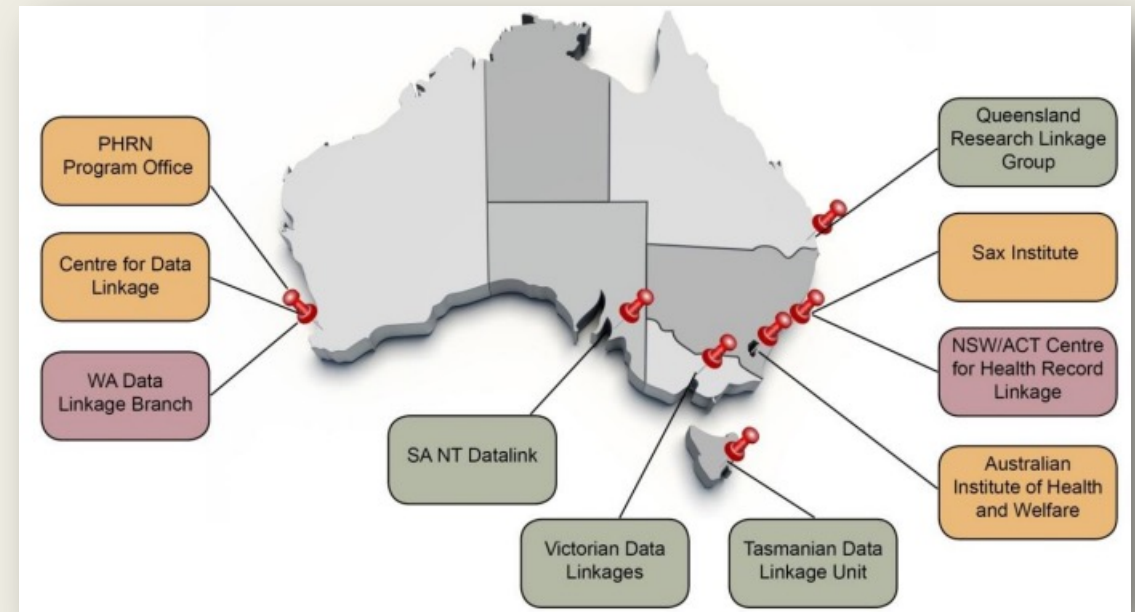 PHRN
Program Office
Centre for Data
Linkage
WA Data
Linkage Branch
SA NT Datalink
Victorian Data
Linkages
Tasmanian Data
Linkage Unit
Queensland
Research Linkage
Group
Sax Institute
NSW/ACT Centre
for Health Record
Linkage
Australian
Institute of Health
and Welfare